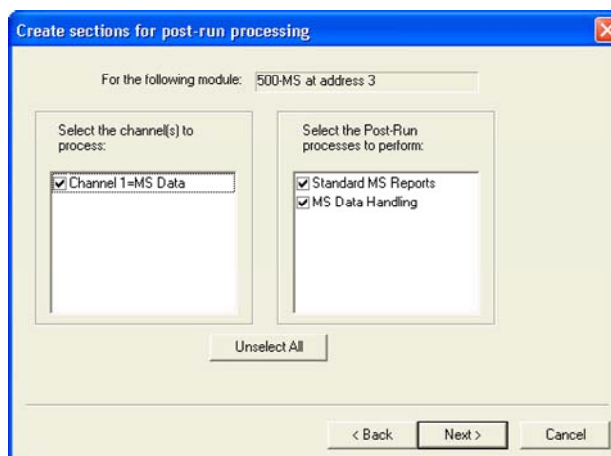 Create sections for post-run processing
For the following module: 500-MS at address 3
Select the channel(s) to
process:
Channel 1=MS Data
Select the Post-Run
processes to perform:
Standard MS Reports
MS Data Handling
Unselect All
< Back
Next >
Cancel